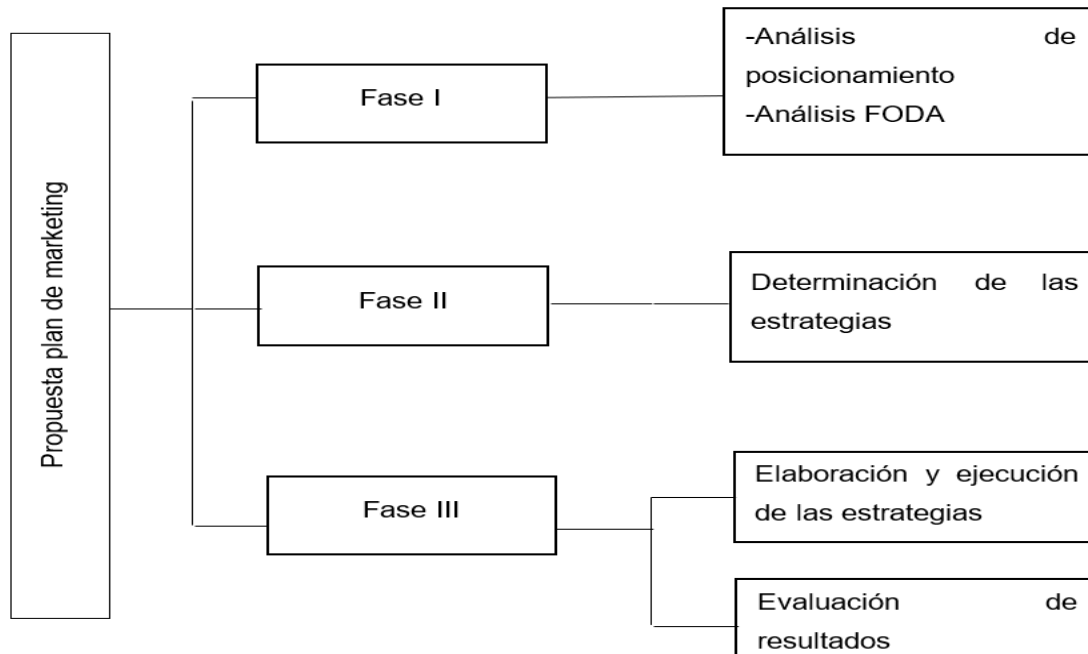 Propuesta plan de marketing
Fase I
-Análisis de
posicionamiento
-Análisis FODA
Fase II
Determinación de las
estrategias
Fase III
Elaboración y ejecución
de las estrategias
Evaluación de
resultados